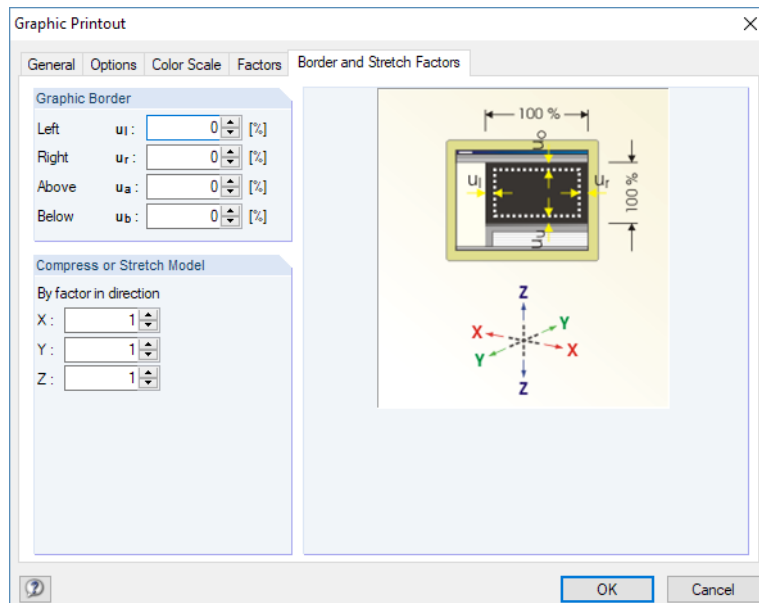 Graphic Printout
General Options Color Scale Factors Border and Stretch Factors
Graphic Border
Left ul : 0 [%]
Right ur : 0 [%]
Above ua : 0 [%]
Below ub : 0 [%]
Compress or Stretch Model
By factor in direction
X : 1
Y : 1
Z : 1
100 %
uo
ul ur
100 %
uu
Z
X Y
Y X
Z
OK Cancel